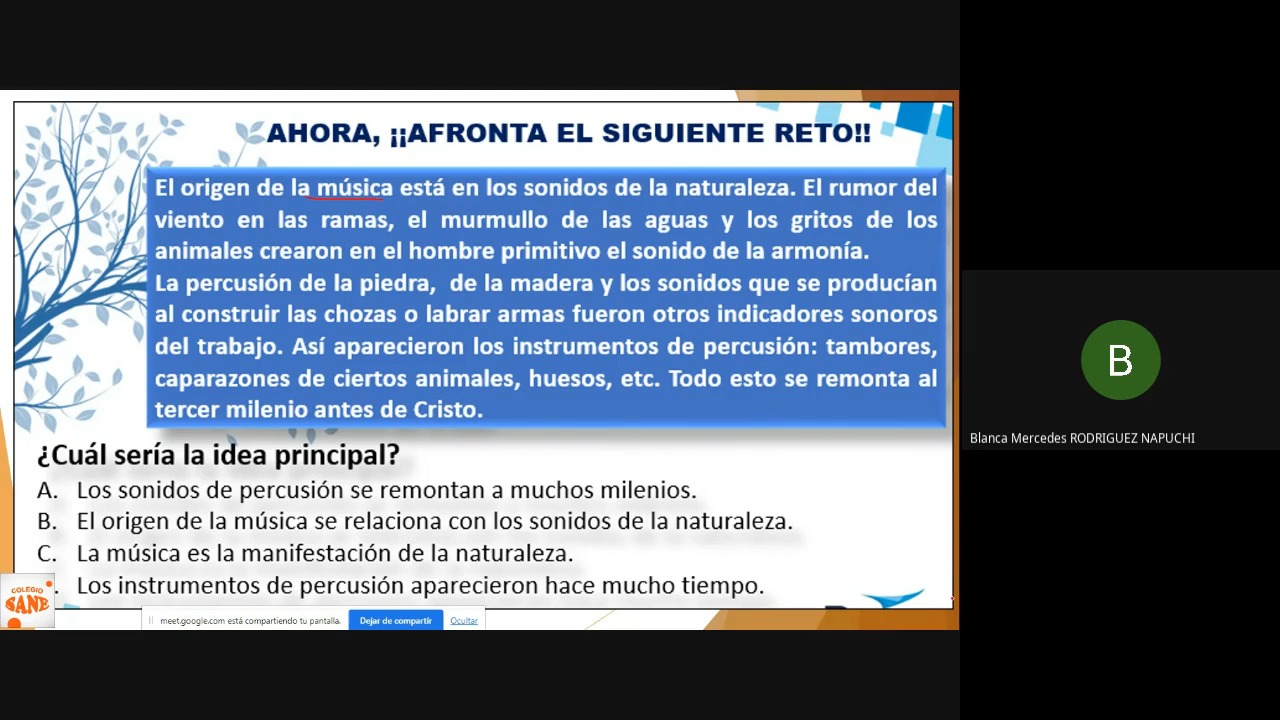 AHORA, ¡¡AFRONTA EL SIGUIENTE RETO!!
El origen de la música está en los sonidos de la naturaleza. El rumor del
viento en las ramas, el murmullo de las aguas y los gritos de los
animales crearon en el hombre primitivo el sonido de la armonía.
La percusión de la piedra, de la madera y los sonidos que se producían
al construir las chozas o labrar armas fueron otros indicadores sonoros
del trabajo. Así aparecieron los instrumentos de percusión: tambores,
caparazones de ciertos animales, huesos, etc. Todo esto se remonta al
tercer milenio antes de Cristo.
¿Cuál sería la idea principal?
A. Los sonidos de percusión se remontan a muchos milenios.
B. El origen de la música se relaciona con los sonidos de la naturaleza.
C. La música es la manifestación de la naturaleza.
. Los instrumentos de percusión aparecieron hace mucho tiempo.
COLEGIO
SANE
meet.google.com está compartiendo tu pantalla.
Dejar de compartir
Ocultar
B
Blanca Mercedes RODRIGUEZ NAPUCHI